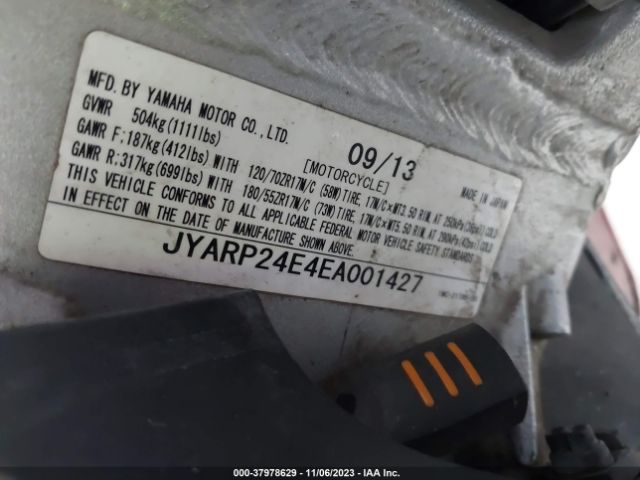 MFD. BY YAMAHA MOTOR CO., LTD.
GVWR 504kg(1111lbs)
09/13
GAWR F:187kg(412lbs) WITH 120/70ZR17M/C (58W) TIRE, 17M/C×MT3.50 RIM, AT 250kPa(36psi) COLD
[MOTORCYCLE]
MADE IN JAPAN
GAWR R:317kg(699lbs) WITH 180/55ZR17M/C (73W) TIRE, 17M/C×MT5.50 RIM, AT 290kPa(42psi) COLD
THIS VEHICLE CONFORMS TO ALL APPLICABLE FEDERAL MOTOR VEHICLE SAFETY STANDARDS
IN EFFECT ON THE DATE OF MANUFACTURE SHOWN ABOVE.
JYARP24E4EA001427
000-37978629 - 11/06/2023 - IAA Inc.